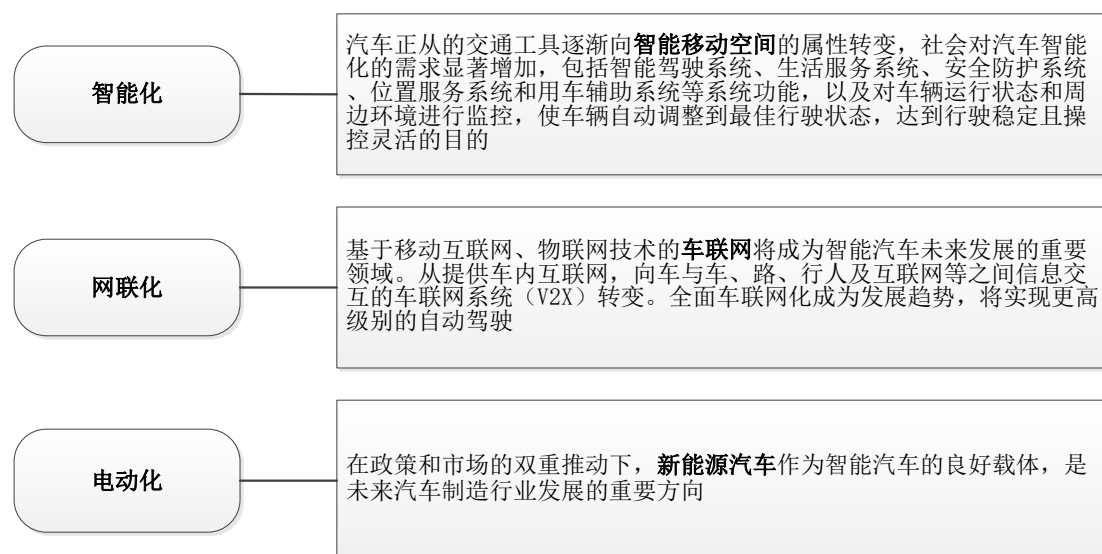 智能化
汽车正从的交通工具逐渐向智能移动空间的属性转变，社会对汽车智能
化的需求显著增加，包括智能驾驶系统、生活服务系统、安全防护系统
、位置服务系统和用车辅助系统等系统功能，以及对车辆运行状态和周
边环境进行监控，使车辆自动调整到最佳行驶状态，达到行驶稳定且操
控灵活的目的
网联化
基于移动互联网、物联网技术的车联网将成为智能汽车未来发展的重要
领域。从提供车内互联网，向车与车、路、行人及互联网等之间信息交
互的车联网系统（V2X）转变。全面车联网化成为发展趋势，将实现更高
级别的自动驾驶
电动化
在政策和市场的双重推动下，新能源汽车作为智能汽车的良好载体，是
未来汽车制造行业发展的重要方向